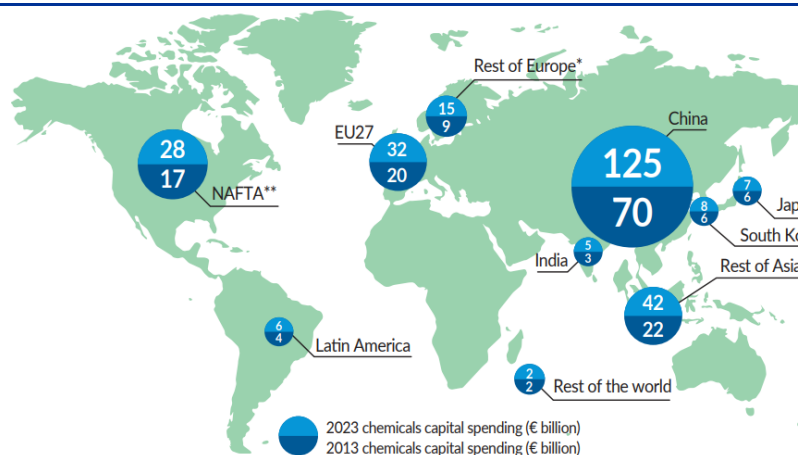 Rest of Europe*
15
9
China
EU27
32
20
28
17
NAFTA**
125
70
7
6
Jap
8
6
South Ko
5
3
India
Rest of Asia
42
22
6
4
Latin America
2
2
Rest of the world
2023 chemicals capital spending (€ billion)
2013 chemicals capital spending (€ billion)